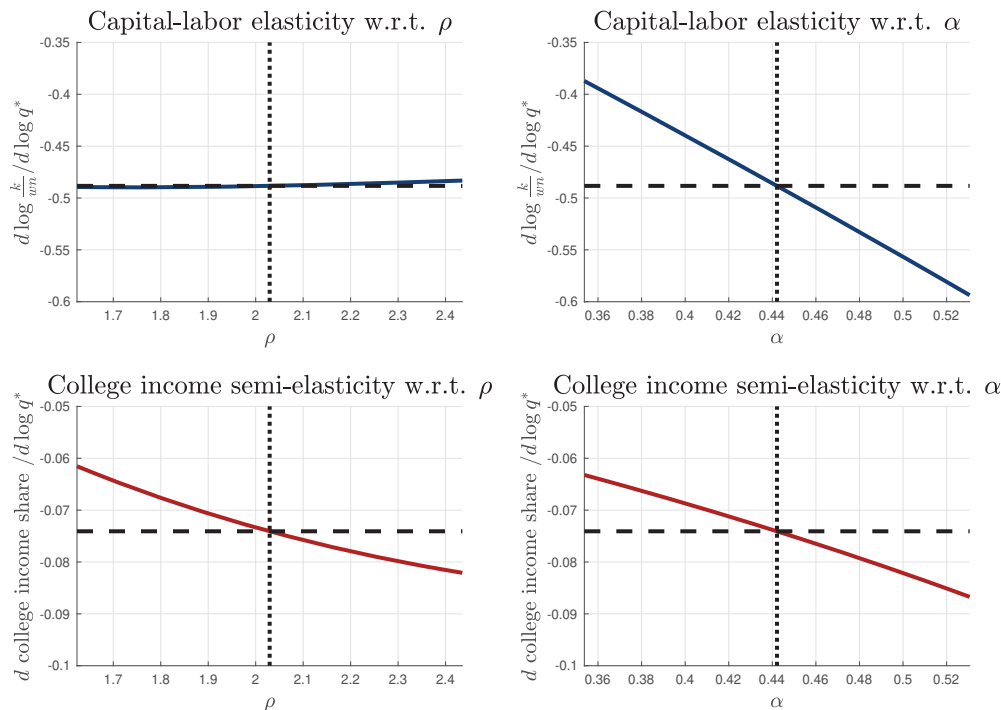 Capital-labor elasticity w.r.t. ρ
d log k/wn /d log q*
-0.35
-0.4
-0.45
-0.5
-0.55
-0.6
1.7 1.8 1.9 2 2.1 2.2 2.3 2.4
ρ
Capital-labor elasticity w.r.t. α
d log k/wn /d log q*
-0.35
-0.4
-0.45
-0.5
-0.55
-0.6
0.36 0.38 0.4 0.42 0.44 0.46 0.48 0.5 0.52
α
College income semi-elasticity w.r.t. ρ
d college income share /d log q*
-0.05
-0.06
-0.07
-0.08
-0.09
-0.1
1.7 1.8 1.9 2 2.1 2.2 2.3 2.4
ρ
College income semi-elasticity w.r.t. α
d college income share /d log q*
-0.05
-0.06
-0.07
-0.08
-0.09
-0.1
0.36 0.38 0.4 0.42 0.44 0.46 0.48 0.5 0.52
α